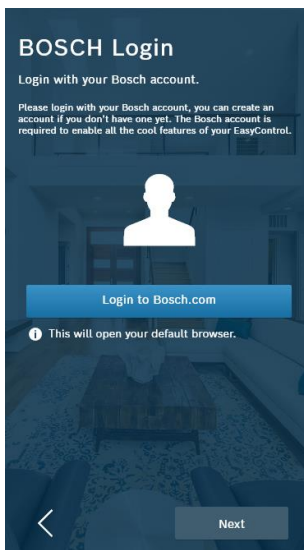 BOSCH Login
Login with your Bosch account.
Please login with your Bosch account, you can create an
account if you don't have one yet. The Bosch account is
required to enable all the cool features of your EasyControl.
Login to Bosch.com
This will open your default browser.
Next